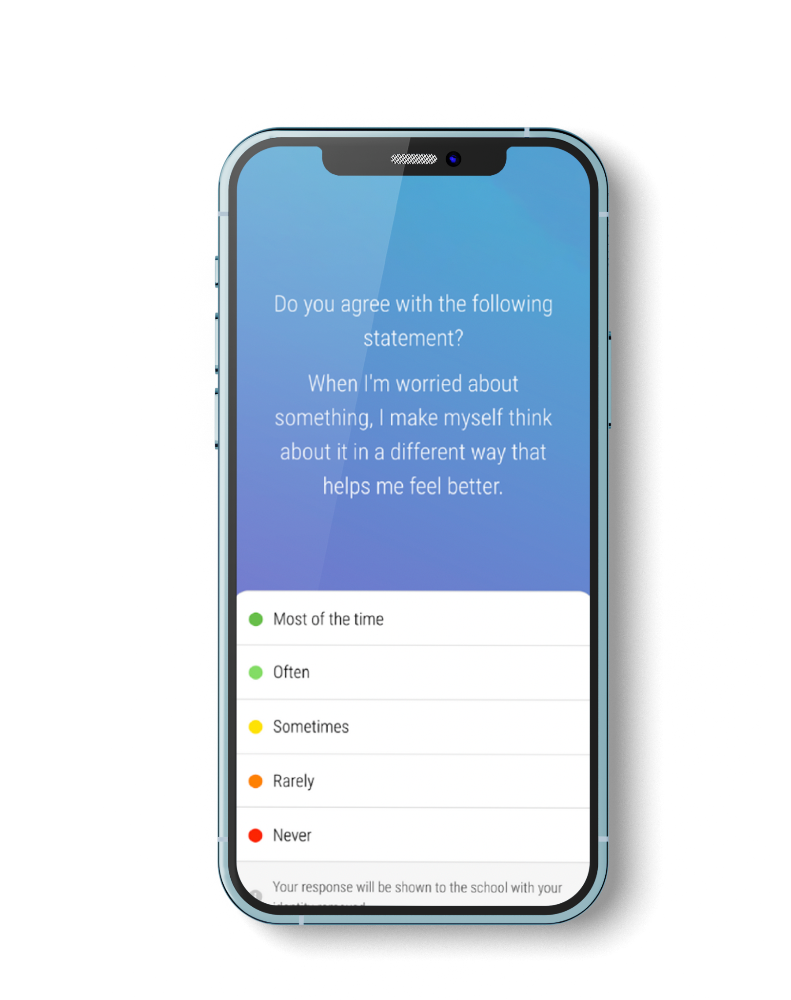 Do you agree with the following
statement?
When I'm worried about
something, I make myself think
about it in a different way that
helps me feel better.
Most of the time
Often
Sometimes
Rarely
Never
Your response will be shown to the school with your
identity removed